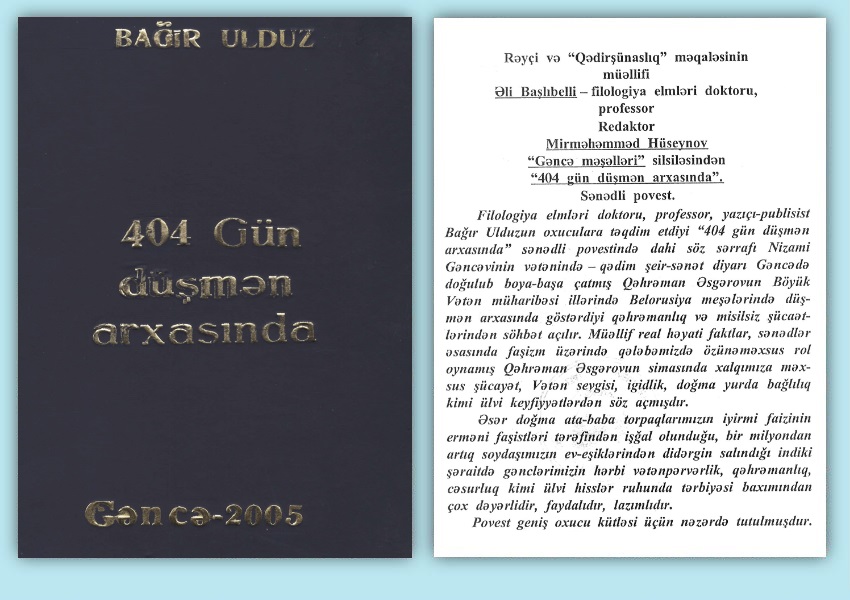 BAĞIR ULDUZ
404 Gün
düşmən
arxasında
Gəncə-2005
Rəyçi və “Qədirşünaslıq” məqaləsinin
müəllifi
Əli Başlıbelli – filologiya elmləri doktoru,
professor
Redaktor
Mirməhəmməd Hüseynov
“Gəncə məşəlləri” silsiləsindən
“404 gün düşmən arxasında”.
Sənədli povest.
Filologiya elmləri doktoru, professor, yazıçı-publisist
Bağır Ulduzun oxuculara təqdim etdiyi “404 gün düşmən
arxasında” sənədli povestində dahi söz sərrafı Nizami
Gəncəvinin vətənində – qədim şeir-sənət diyarı Gəncədə
doğulub boya-başa çatmış Qəhrəman Əsgərovun Böyük
Vətən müharibəsi illərində Belorusiya meşələrində düş-
mən arxasında göstərdiyi qəhrəmanlıq və misilsiz şücaət-
lərindən söhbət açılır. Müəllif real həyati faktlar, sənədlər
əsasında faşizm üzərində qələbəmizdə özünəməxsus rol
oynamış Qəhrəman Əsgərovun simasında xalqımıza məx-
sus şücayət, Vətən sevgisi, igidlik, doğma yurda bağlılıq
kimi ülvi keyfiyyətlərdən söz açmışdır.
Əsər doğma ata-baba torpaqlarımızın iyirmi faizinin
erməni faşistləri tərəfindən işğal olunduğu, bir milyondan
artıq soydaşımızın ev-eşiklərindən didərgin salındığı indiki
şəraitdə gənclərimizin hərbi vətənpərvərlik, qəhrəmanlıq,
cəsurluq kimi ülvi hisslər ruhunda tərbiyəsi baxımından
çox dəyərlidir, faydalıdır, lazımlıdır.
Povest geniş oxucu kütləsi üçün nəzərdə tutulmuşdur.